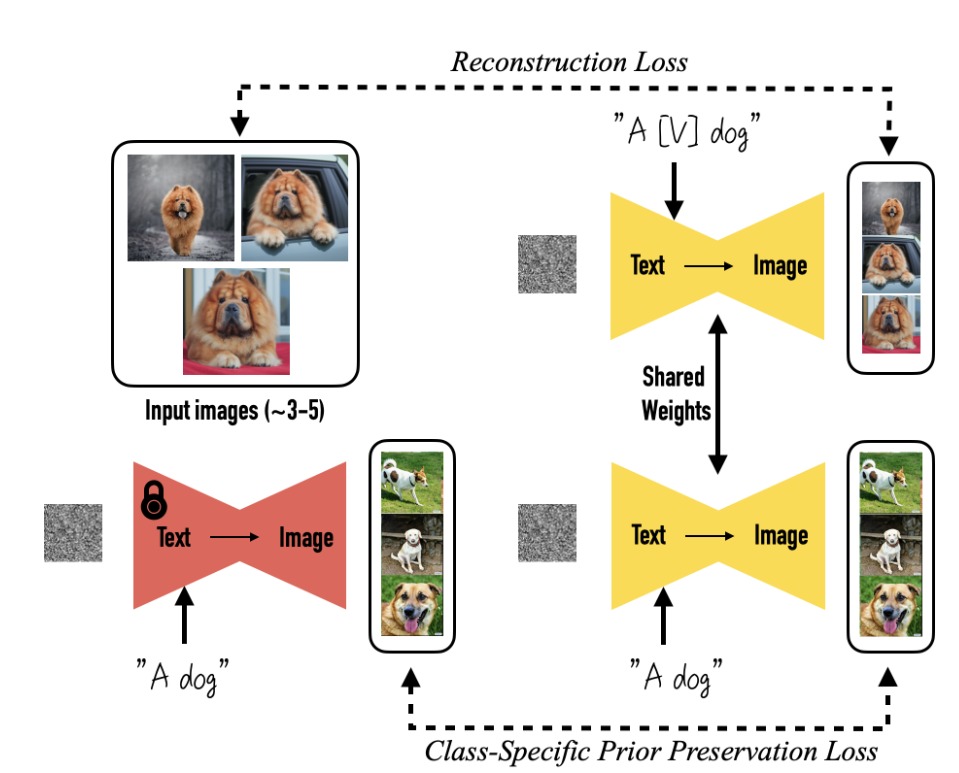 Reconstruction Loss
"A [V] dog"
Text → Image
Input images (~3-5)
Shared
Weights
Text → Image
Text → Image
"A dog"
"A dog"
Class-Specific Prior Preservation Loss